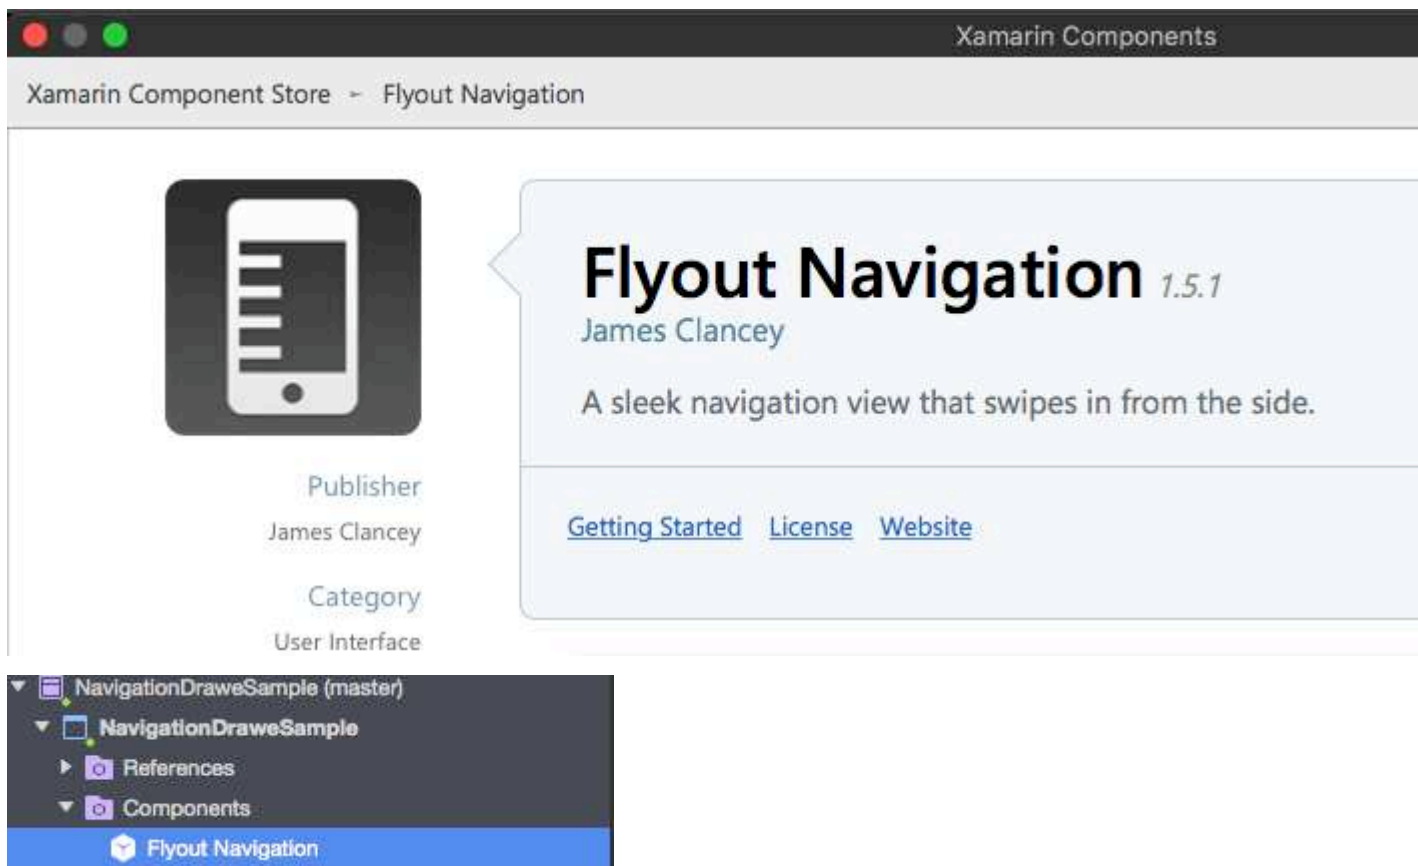 Xamarin Components
Xamarin Component Store - Flyout Navigation
Flyout Navigation 1.5.1
James Clancey
A sleek navigation view that swipes in from the side.
Getting Started License Website
Publisher
James Clancey
Category
User Interface
NavigationDraweSample (master)
NavigationDraweSample
References
Components
Flyout Navigation